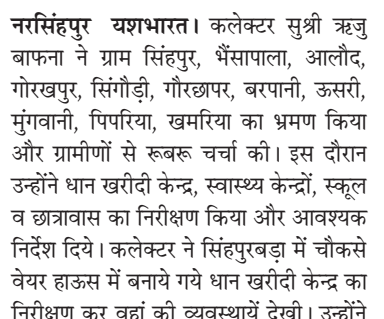 नरसिंहपुर यशभारत। कलेक्टर सुश्री ऋजु
बाफना ने ग्राम सिंहपुर, भैंसापाला, आलौद,
गोरखपुर, सिंगौड़ी, गौरछापर, बरपानी, ऊसरी,
मुंगवानी, पिपरिया, खमरिया का भ्रमण किया
और ग्रामीणों से रूबरू चर्चा की। इस दौरान
उन्होंने धान खरीदी केन्द्र, स्वास्थ्य केन्द्रों, स्कूल
व छात्रावास का निरीक्षण किया और आवश्यक
निर्देश दिये। कलेक्टर ने सिंहपुरबड़ा में चौकसे
वेयर हाऊस में बनाये गये धान खरीदी केन्द्र का
निरीक्षण कर वहां की व्यवस्थायें देखी। उन्होंने